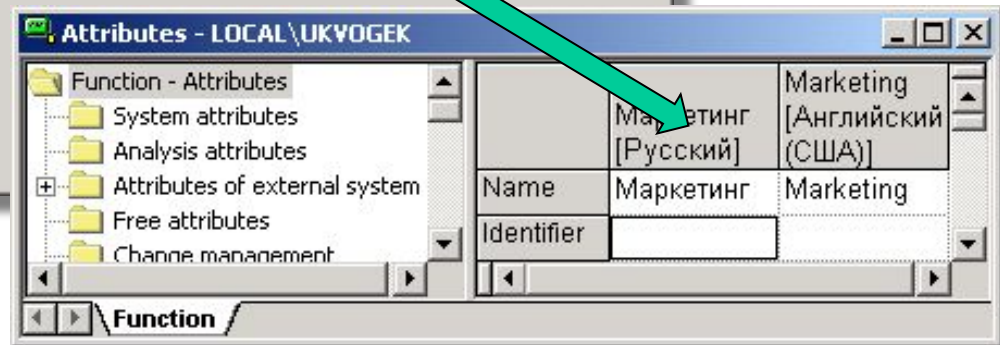 Attributes - LOCAL\UKVOGEK
Function - Attributes
System attributes
Analysis attributes
Attributes of external system
Free attributes
Change management
Маркетинг
[Русский]
Marketing
[Английский
(США)]
Name
Маркетинг
Marketing
Identifier
Function